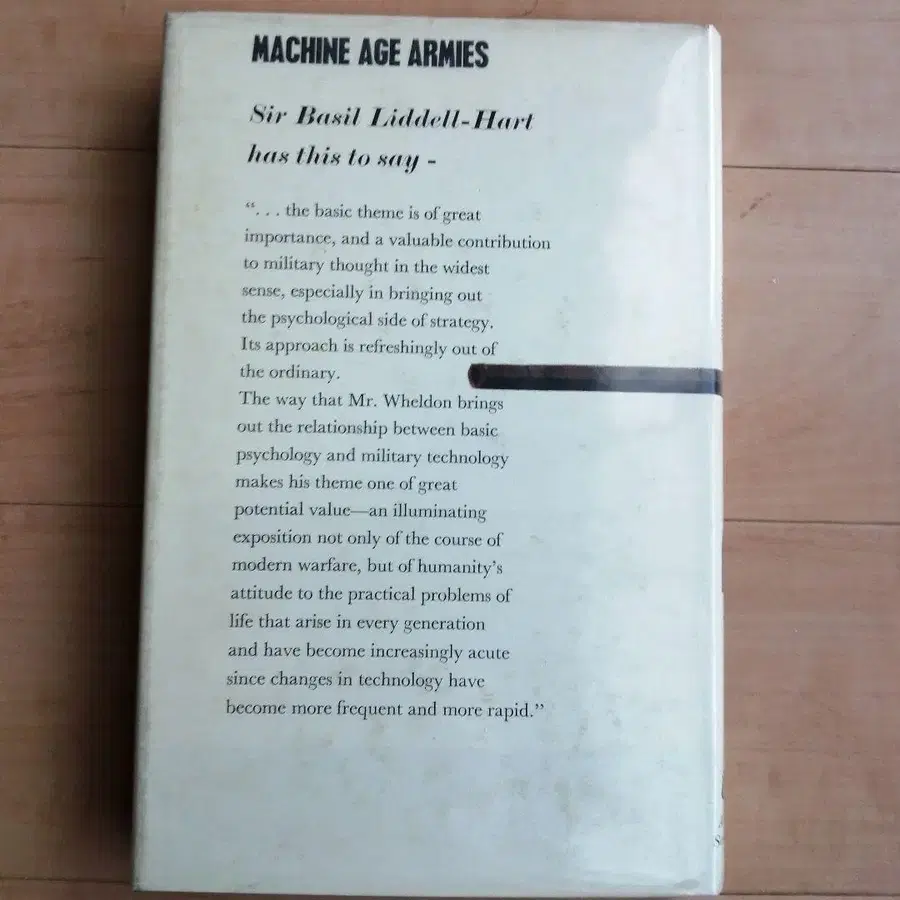 MACHINE AGE ARMIES
Sir Basil Liddell-Hart
has this to say -
“. . . the basic theme is of great
importance, and a valuable contribution
to military thought in the widest
sense, especially in bringing out
the psychological side of strategy.
Its approach is refreshingly out of
the ordinary.
The way that Mr. Wheldon brings
out the relationship between basic
psychology and military technology
makes his theme one of great
potential value—an illuminating
exposition not only of the course of
modern warfare, but of humanity’s
attitude to the practical problems of
life that arise in every generation
and have become increasingly acute
since changes in technology have
become more frequent and more rapid.”